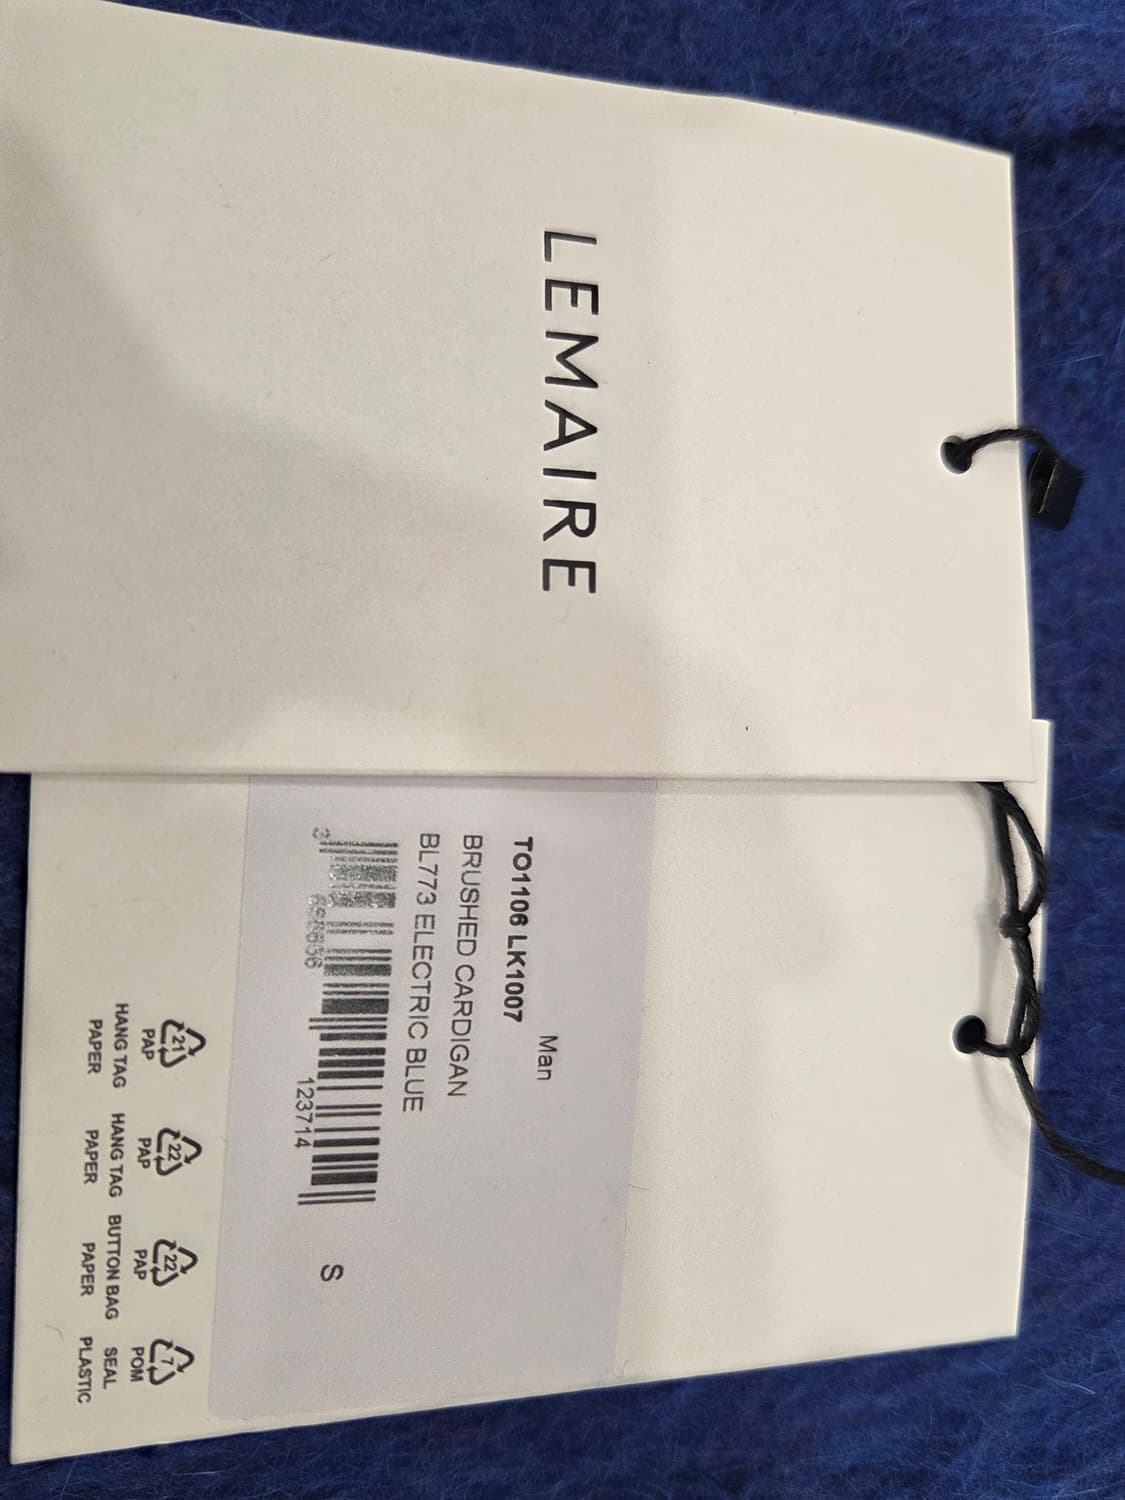 LEMAIRE
Man
TO1106 LK1007
BRUSHED CARDIGAN
BL773 ELECTRIC BLUE
3 123714
S
21 22 22 7
PAP PAP PAP POM
HANG TAG HANG TAG BUTTON BAG SEAL
PAPER PAPER PAPER PLASTIC